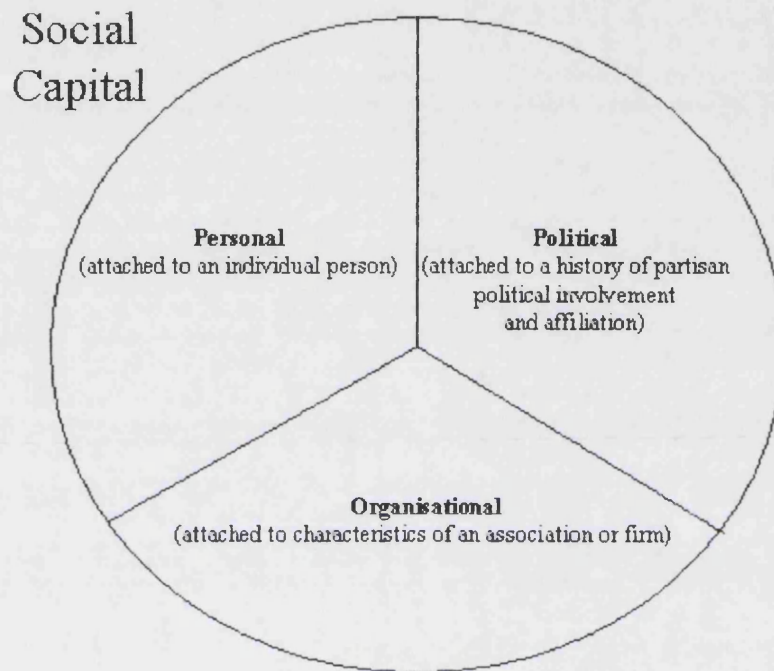 Social
Capital
Personal
(attached to an individual person)
Political
(attached to a history of partisan
political involvement
and affiliation)
Organisational
(attached to characteristics of an association or firm)